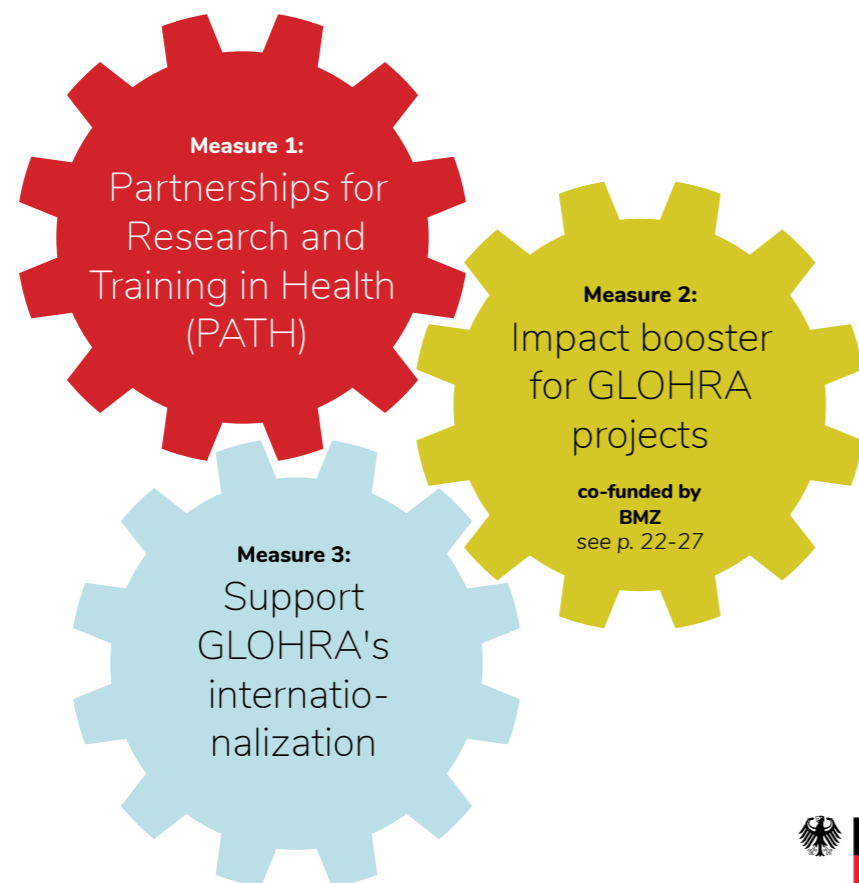 Measure 1:
Partnerships for
Research and
Training in Health
(PATH)
Measure 2:
Impact booster
for GLOHRA
projects
co-funded by
BMZ
see p. 22-27
Measure 3:
Support
GLOHRA's
internatio-
nalization